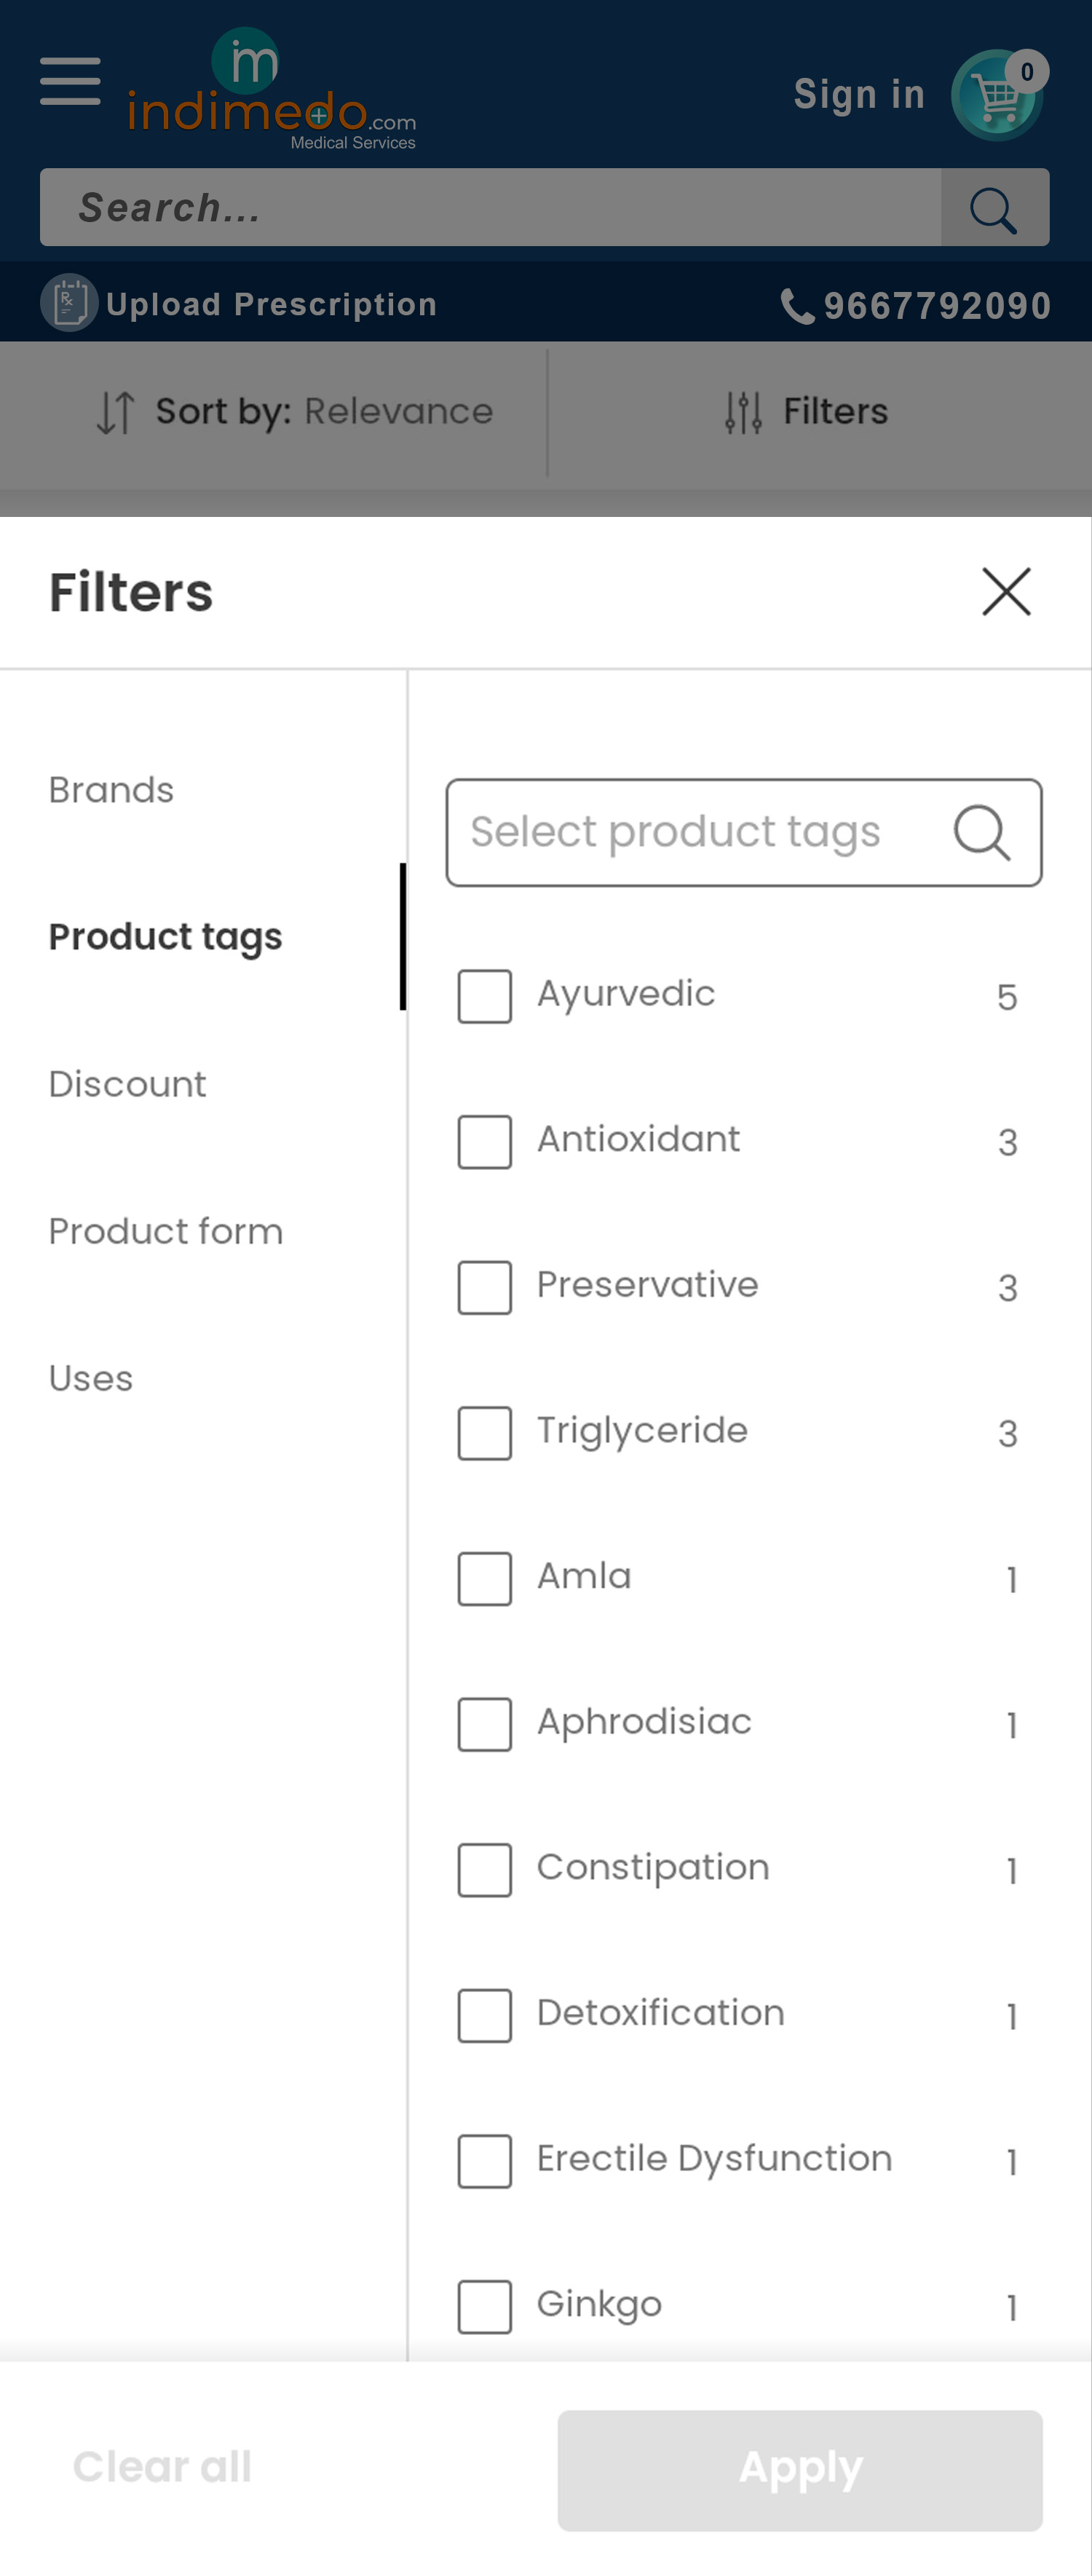 im
indimedo.com
Medical Services
Sign in
0
Search...
Rx
Upload Prescription
9667792090
Sort by: Relevance
Filters
Filters
Brands
Product tags
Discount
Product form
Uses
Select product tags
Ayurvedic 5
Antioxidant 3
Preservative 3
Triglyceride 3
Amla 1
Aphrodisiac 1
Constipation 1
Detoxification 1
Erectile Dysfunction 1
Ginkgo 1
Clear all
Apply